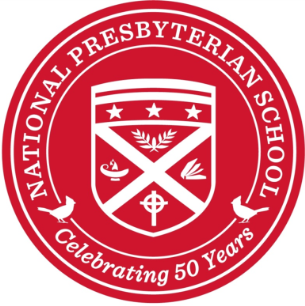 NATIONAL PRESBYTERIAN SCHOOL
Celebrating 50 Years